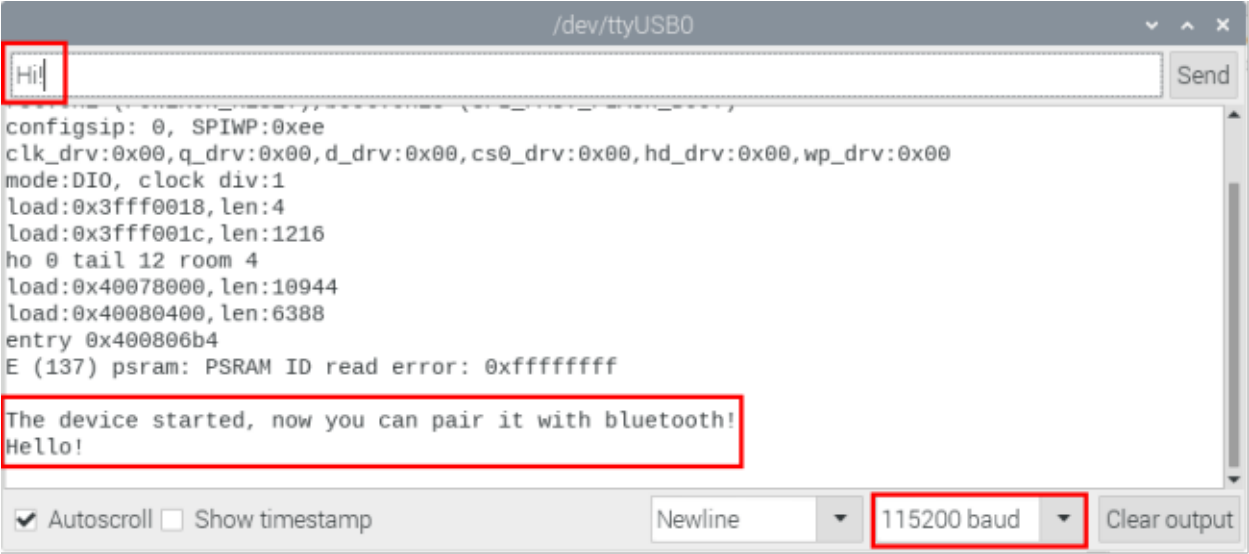 /dev/ttyUSB0
Hi!
Send
configsip: 0, SPIWP:0xee
clk_drv:0x00,q_drv:0x00,d_drv:0x00,cs0_drv:0x00,hd_drv:0x00,wp_drv:0x00
mode:DIO, clock div:1
load:0x3fff0018,len:4
load:0x3fff001c,len:1216
ho 0 tail 12 room 4
load:0x40078000,len:10944
load:0x40080400,len:6388
entry 0x400806b4
E (137) psram: PSRAM ID read error: 0xffffffff
The device started, now you can pair it with bluetooth!
Hello!
Autoscroll Show timestamp Newline 115200 baud Clear output